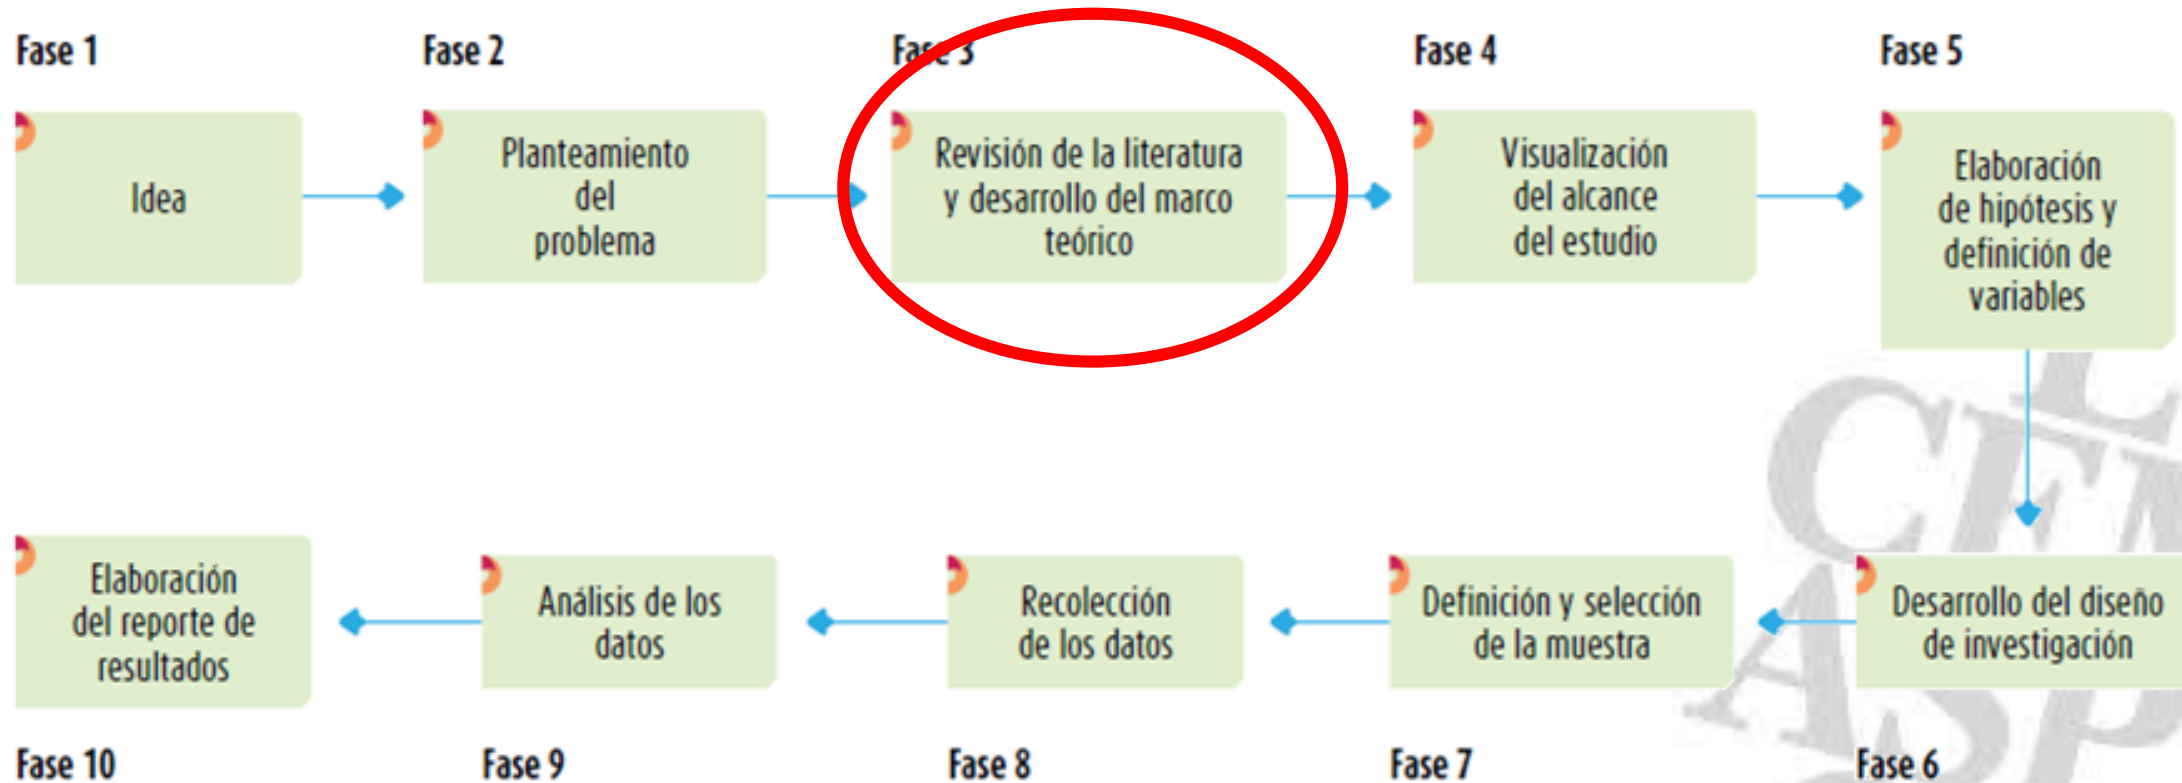 Fase 1
Fase 2
Fase 3
Fase 4
Fase 5
Idea
Planteamiento
del
problema
Revisión de la literatura
y desarrollo del marco
teórico
Visualización
del alcance
del estudio
Elaboración
de hipótesis y
definición de
variables
Elaboración
del reporte de
resultados
Análisis de los
datos
Recolección
de los datos
Definición y selección
de la muestra
Desarrollo del diseño
de investigación
Fase 10
Fase 9
Fase 8
Fase 7
Fase 6